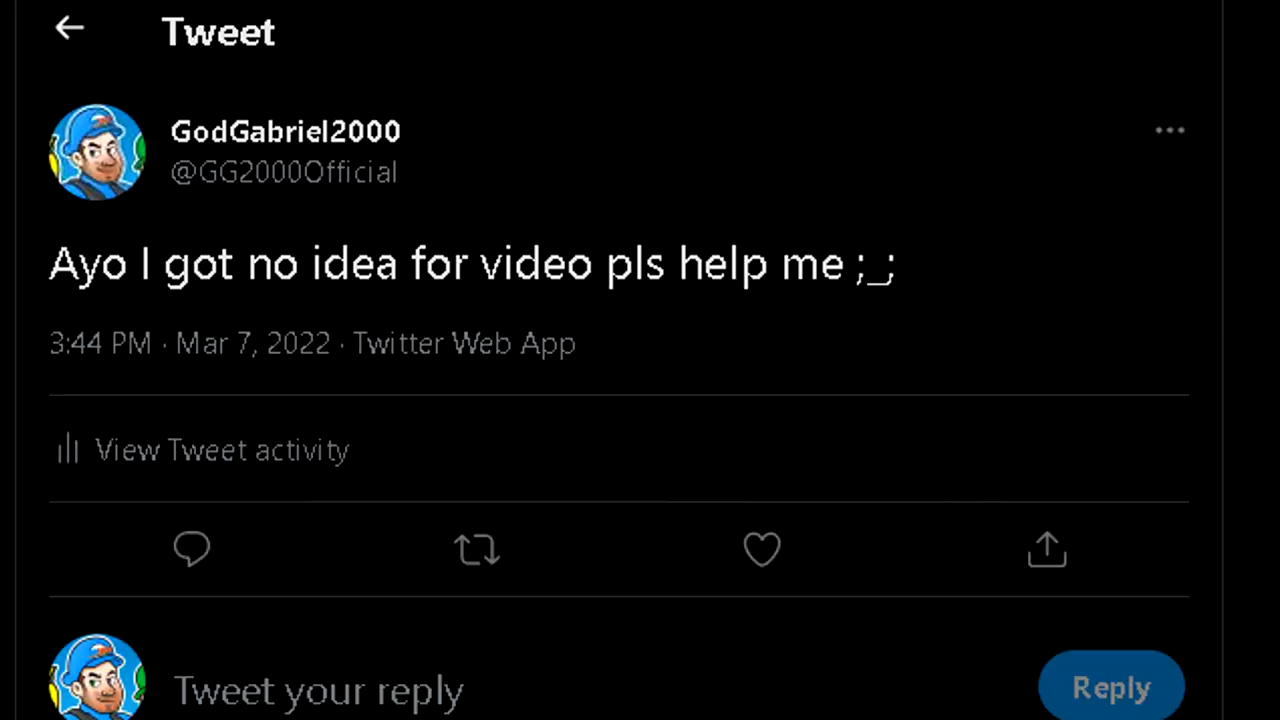 Tweet
GodGabriel2000
@GG2000Official
Ayo I got no idea for video pls help me ;_;
3:44 PM · Mar 7, 2022 · Twitter Web App
View Tweet activity
Tweet your reply
Reply